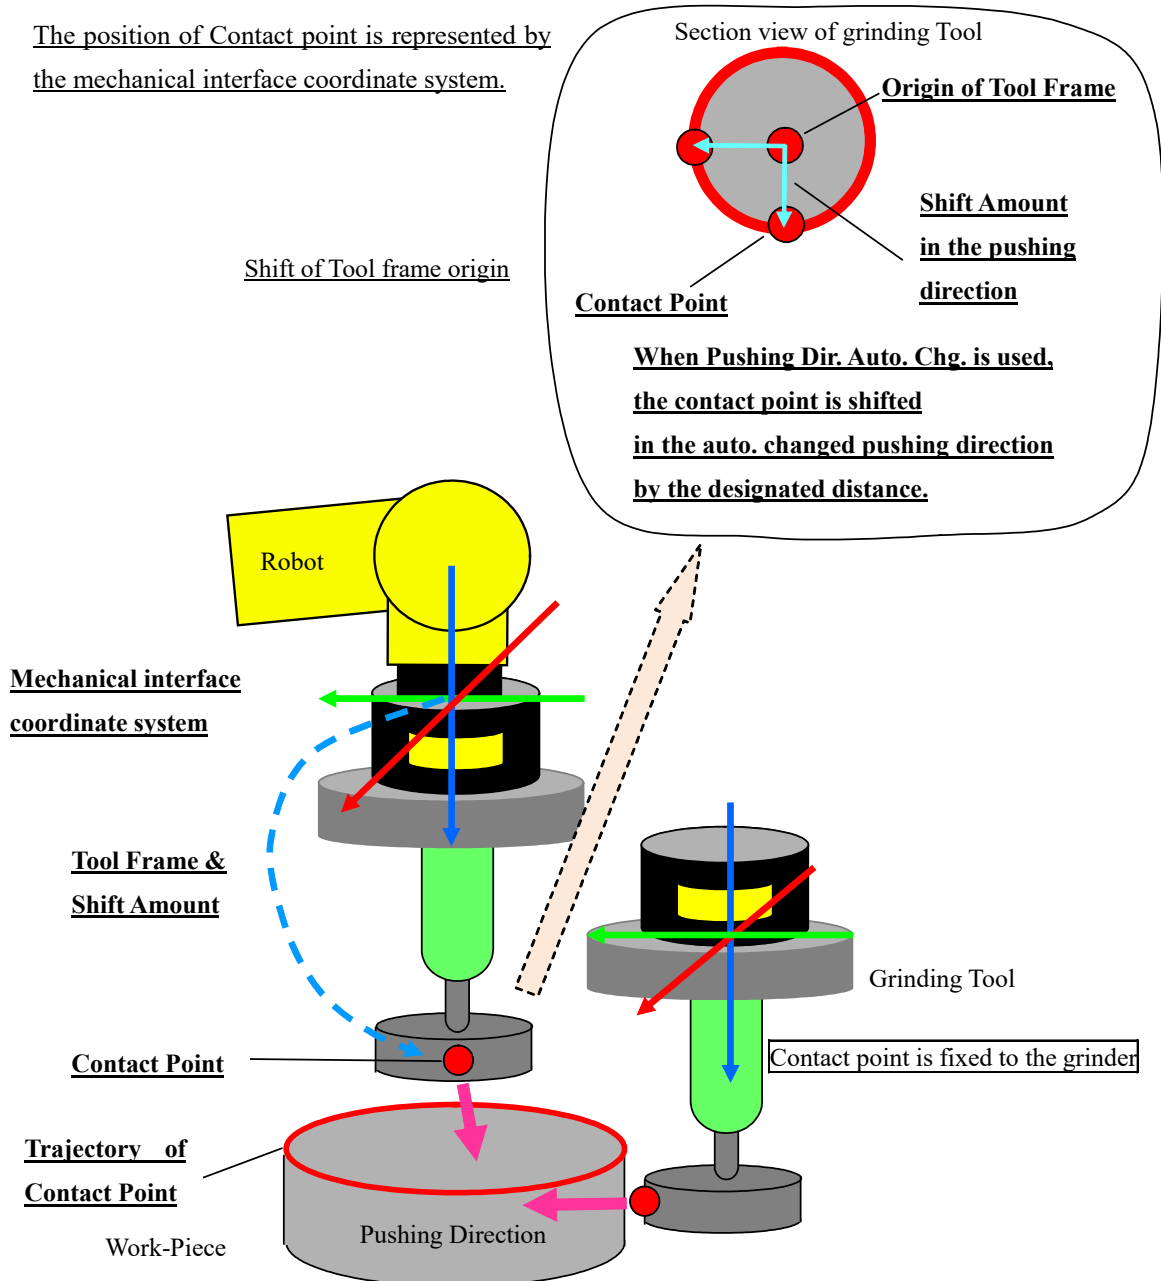 The position of Contact point is represented by
the mechanical interface coordinate system.
Section view of grinding Tool
Origin of Tool Frame
Shift Amount
in the pushing
direction
Shift of Tool frame origin
Contact Point
When Pushing Dir. Auto. Chg. is used,
the contact point is shifted
in the auto. changed pushing direction
by the designated distance.
Robot
Mechanical interface
coordinate system
Tool Frame &
Shift Amount
Grinding Tool
Contact Point
Contact point is fixed to the grinder
Trajectory of
Contact Point
Pushing Direction
Work-Piece